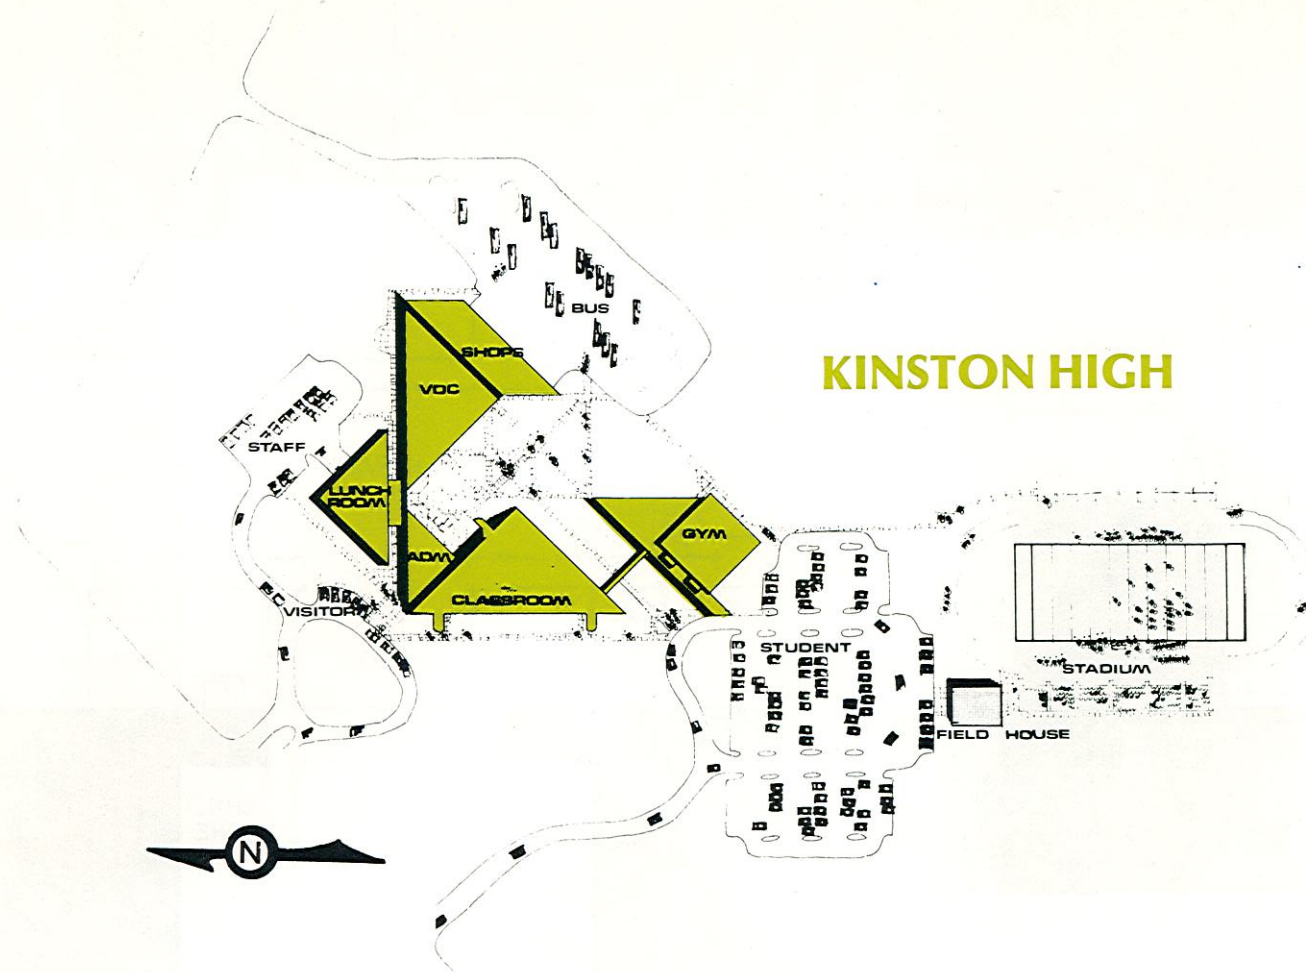 BUS
KINSTON HIGH
SHOPS
VOC
STAFF
LUNCH
ROOM
GYM
ADM
CLASSROOM
VISITOR
STUDENT
STADIUM
FIELD HOUSE
N